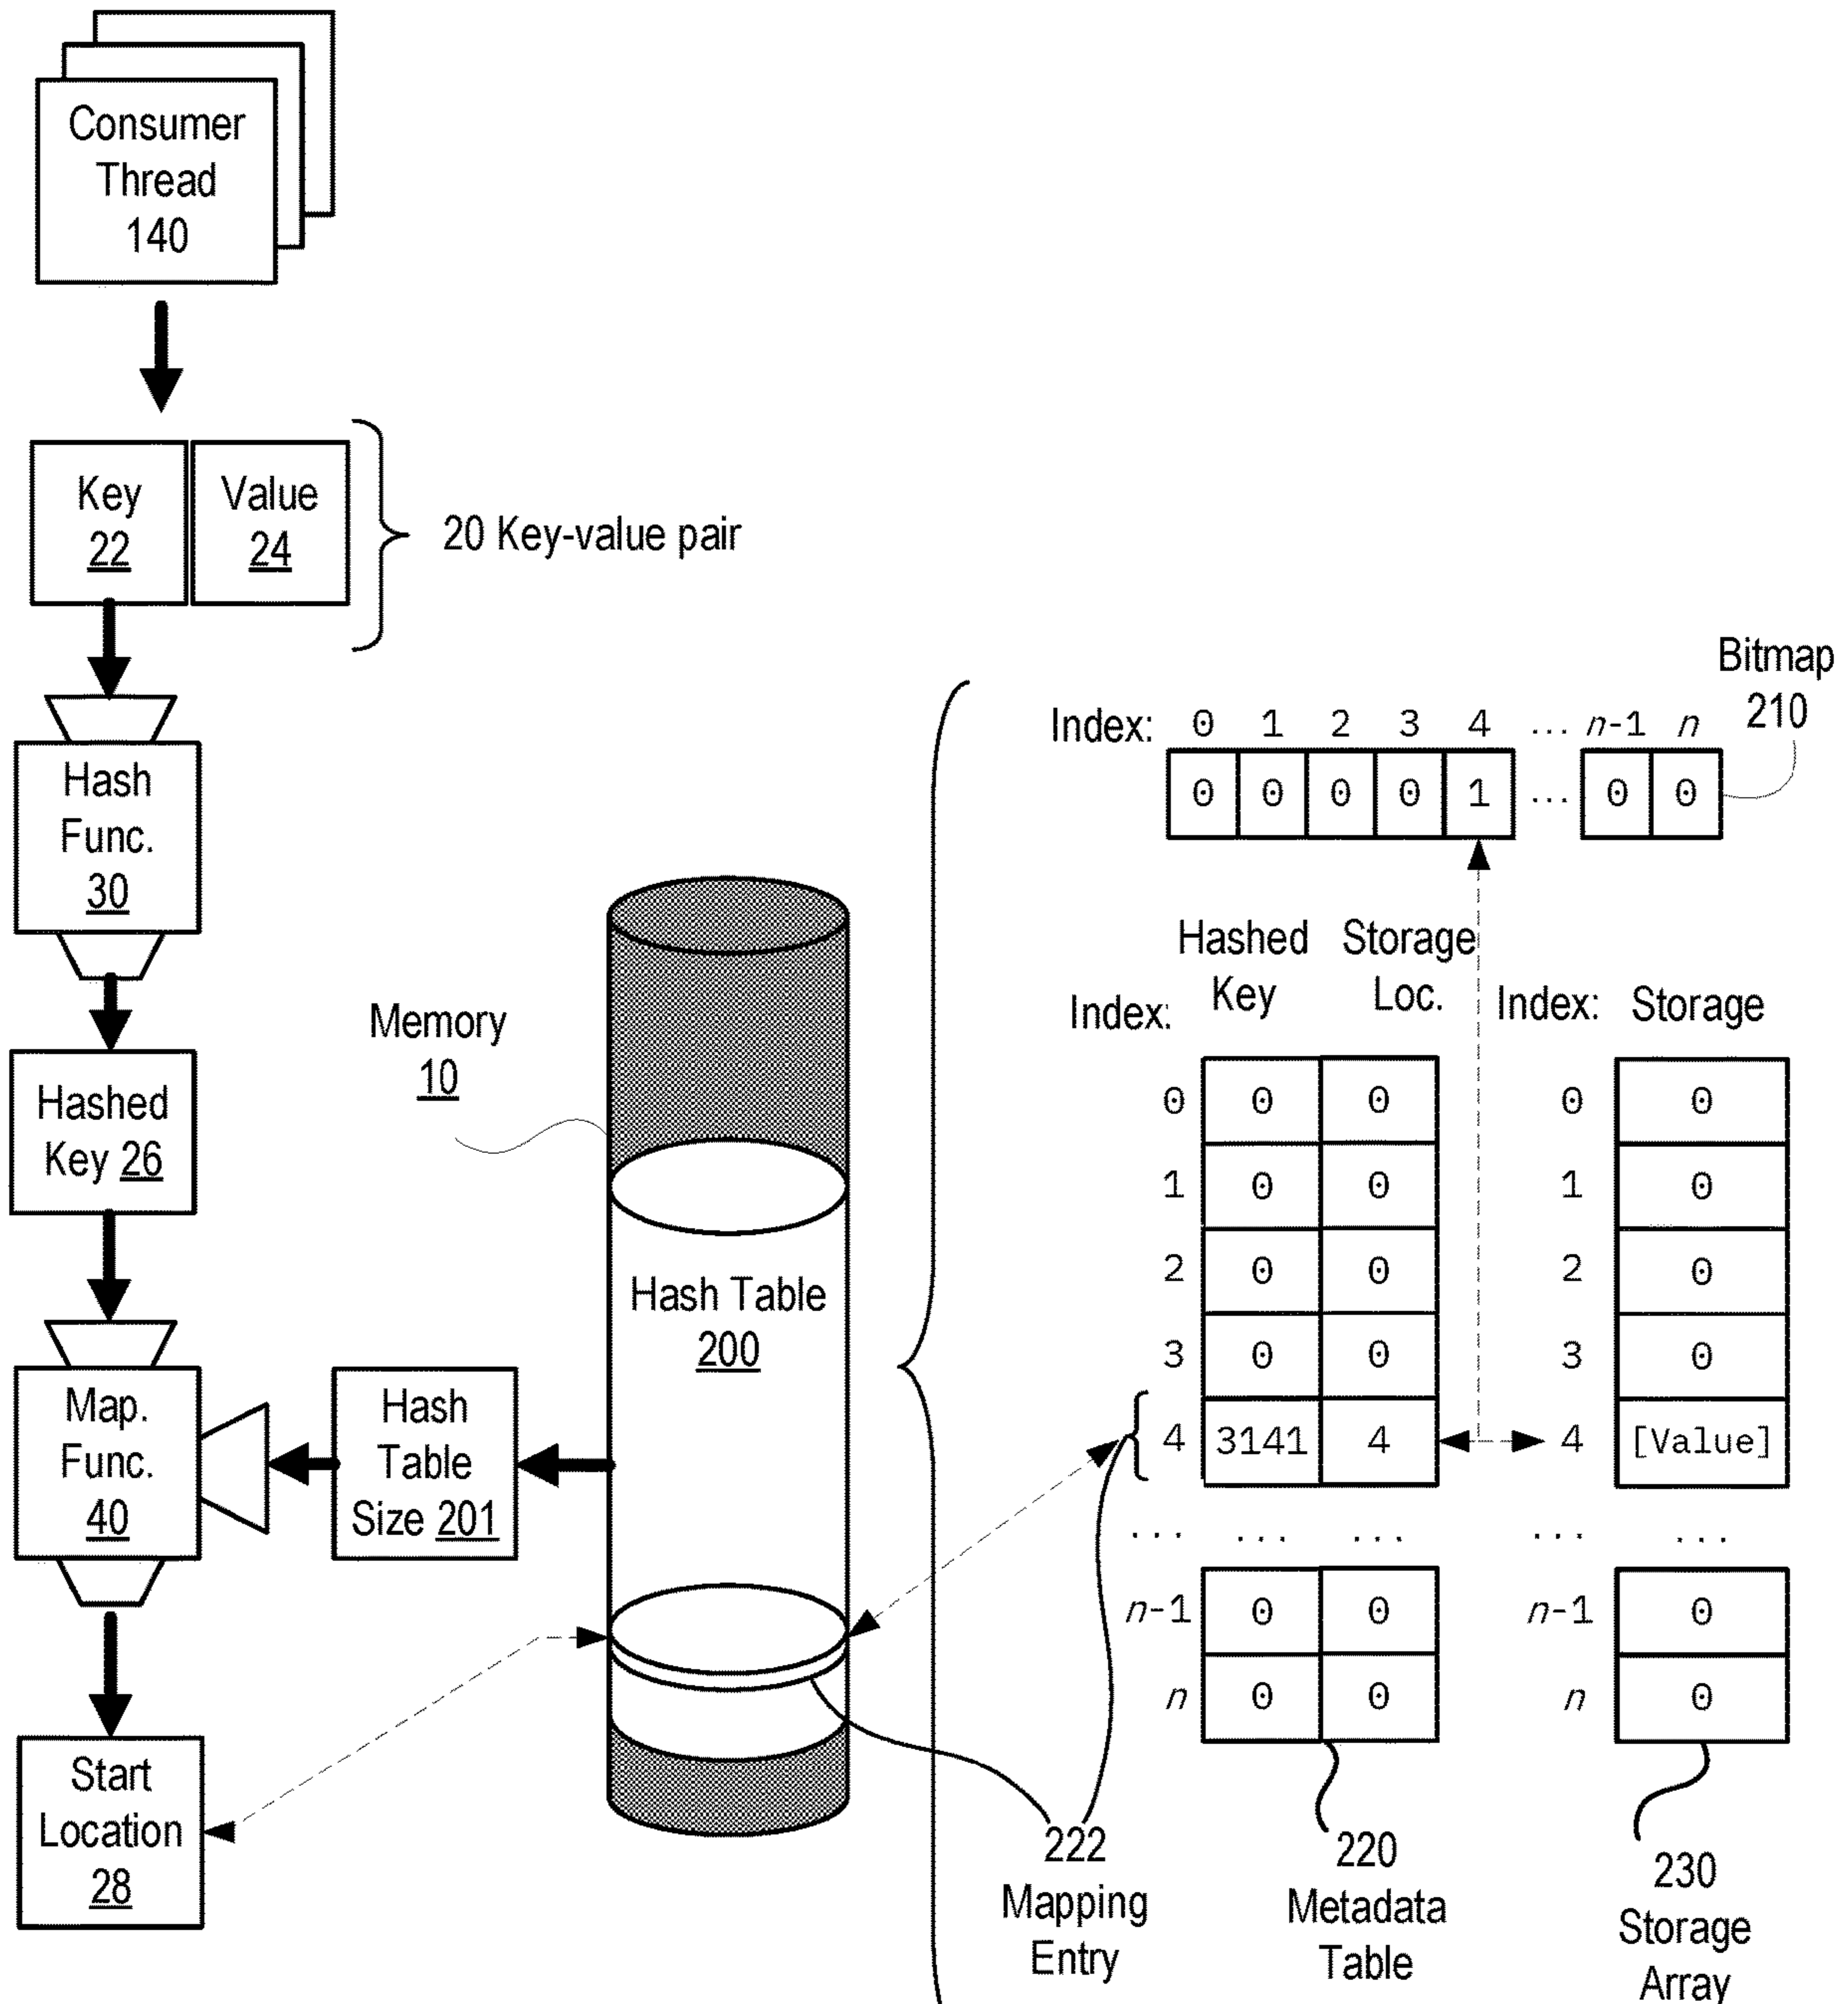 Consumer
Thread
140
Key
22
Value
24
20 Key-value pair
Hash
Func.
30
Hashed
Key 26
Map.
Func.
40
Start
Location
28
Hash
Table
Size 201
Memory
10
Hash Table
200
Bitmap
210
Index: 0 1 2 3 4 ... n-1 n
0 0 0 0 1 ... 0 0
Hashed
Key
Storage
Loc.
Index:
0 0 0
1 0 0
2 0 0
3 0 0
4 3141 4
... ... ...
n-1 0 0
n 0 0
Index: Storage
0 0
1 0
2 0
3 0
4 [Value]
... ...
n-1 0
n 0
222
Mapping
Entry
220
Metadata
Table
230
Storage
Array